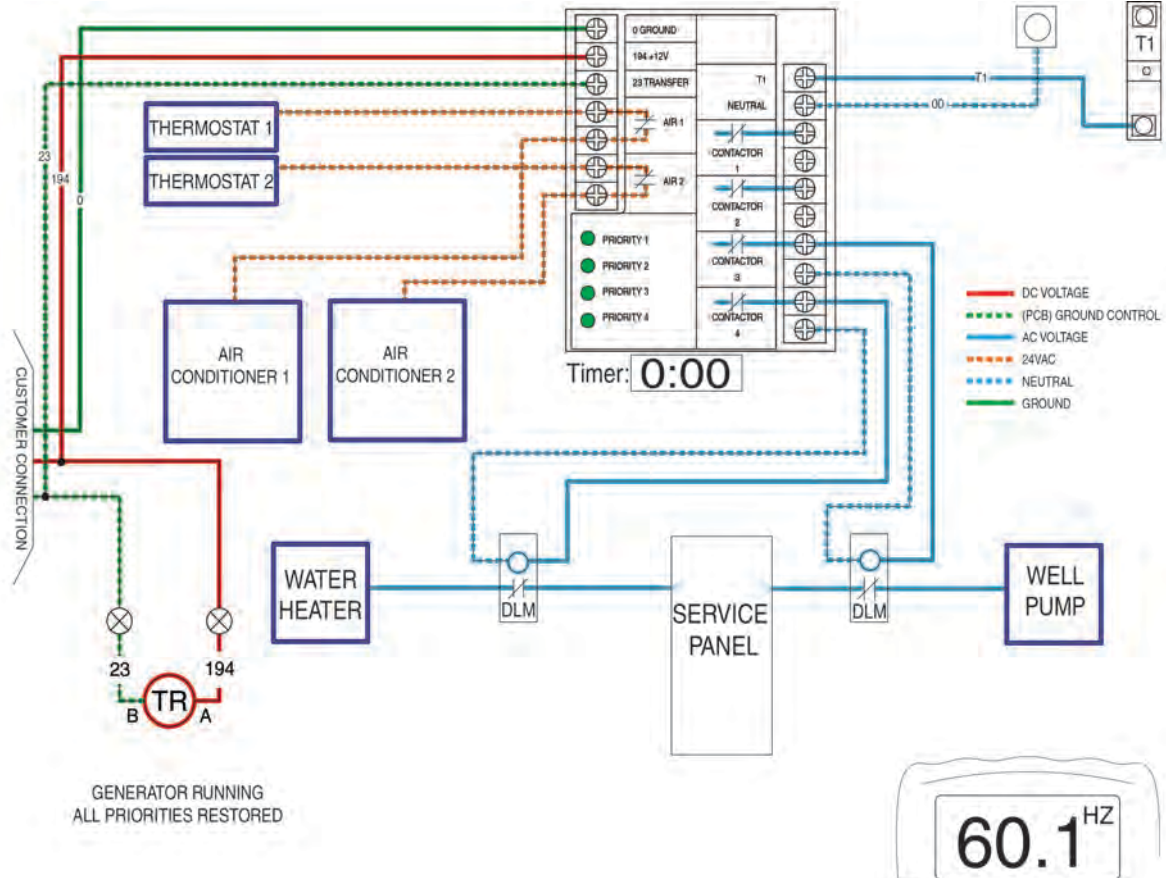 0 GROUND
194 +12V
23 TRANSFER
AIR 1
AIR 2
PRIORITY 1
PRIORITY 2
PRIORITY 3
PRIORITY 4
T1
NEUTRAL
CONTACTOR
1
CONTACTOR
2
CONTACTOR
3
CONTACTOR
4
T1
00
T1
THERMOSTAT 1
THERMOSTAT 2
23
194
0
AIR
CONDITIONER 1
AIR
CONDITIONER 2
Timer: 0:00
DC VOLTAGE
(PCB) GROUND CONTROL
AC VOLTAGE
24VAC
NEUTRAL
GROUND
CUSTOMER CONNECTION
WATER
HEATER
DLM
SERVICE
PANEL
DLM
WELL
PUMP
23
194
B
TR
A
GENERATOR RUNNING
ALL PRIORITIES RESTORED
60.1 HZ